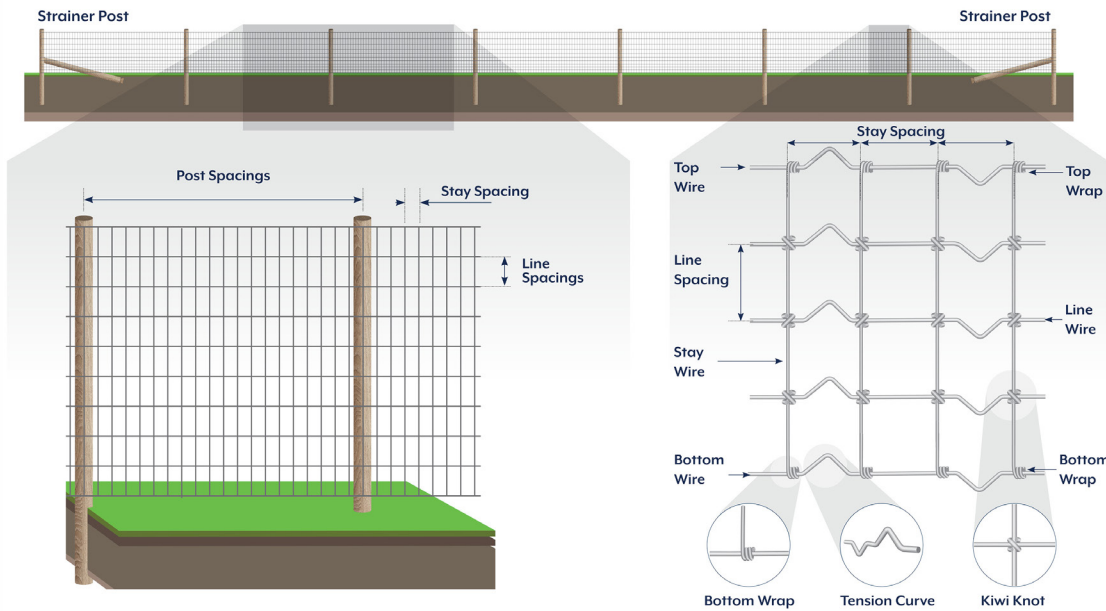 Strainer Post
Strainer Post
Post Spacings
Stay Spacing
Line
Spacings
Stay Spacing
Top
Wire
Top
Wrap
Line
Spacing
Line
Wire
Stay
Wire
Bottom
Wire
Bottom
Wrap
Bottom Wrap
Tension Curve
Kiwi Knot